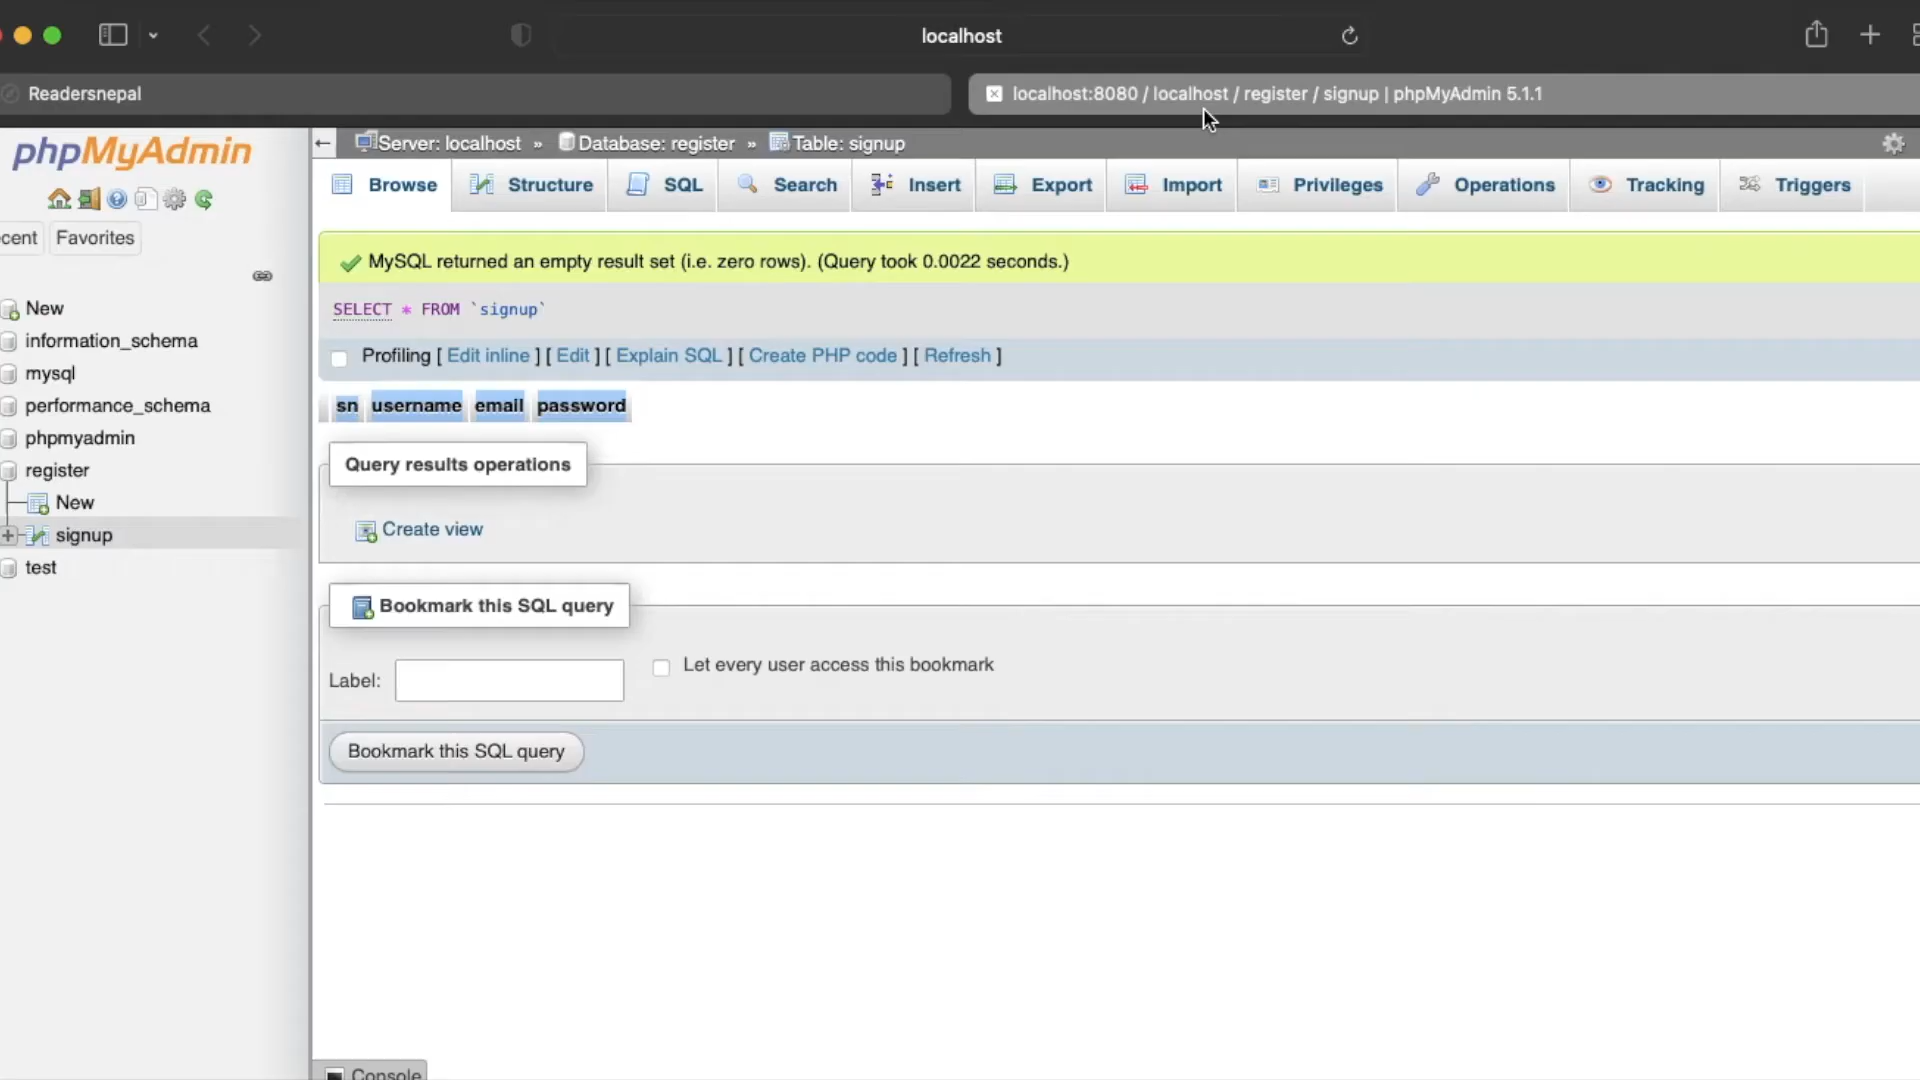 localhost
Readersnepal
localhost:8080 / localhost / register / signup | phpMyAdmin 5.1.1
phpMyAdmin
Server: localhost » Database: register » Table: signup
Browse Structure SQL Search Insert Export Import Privileges Operations Tracking Triggers
cent Favorites
MySQL returned an empty result set (i.e. zero rows). (Query took 0.0022 seconds.)
SELECT * FROM `signup`
Profiling [ Edit inline ] [ Edit ] [ Explain SQL ] [ Create PHP code ] [ Refresh ]
sn username email password
New
information_schema
mysql
performance_schema
phpmyadmin
register
New
signup
test
Query results operations
Create view
Bookmark this SQL query
Label:
Let every user access this bookmark
Bookmark this SQL query
Console